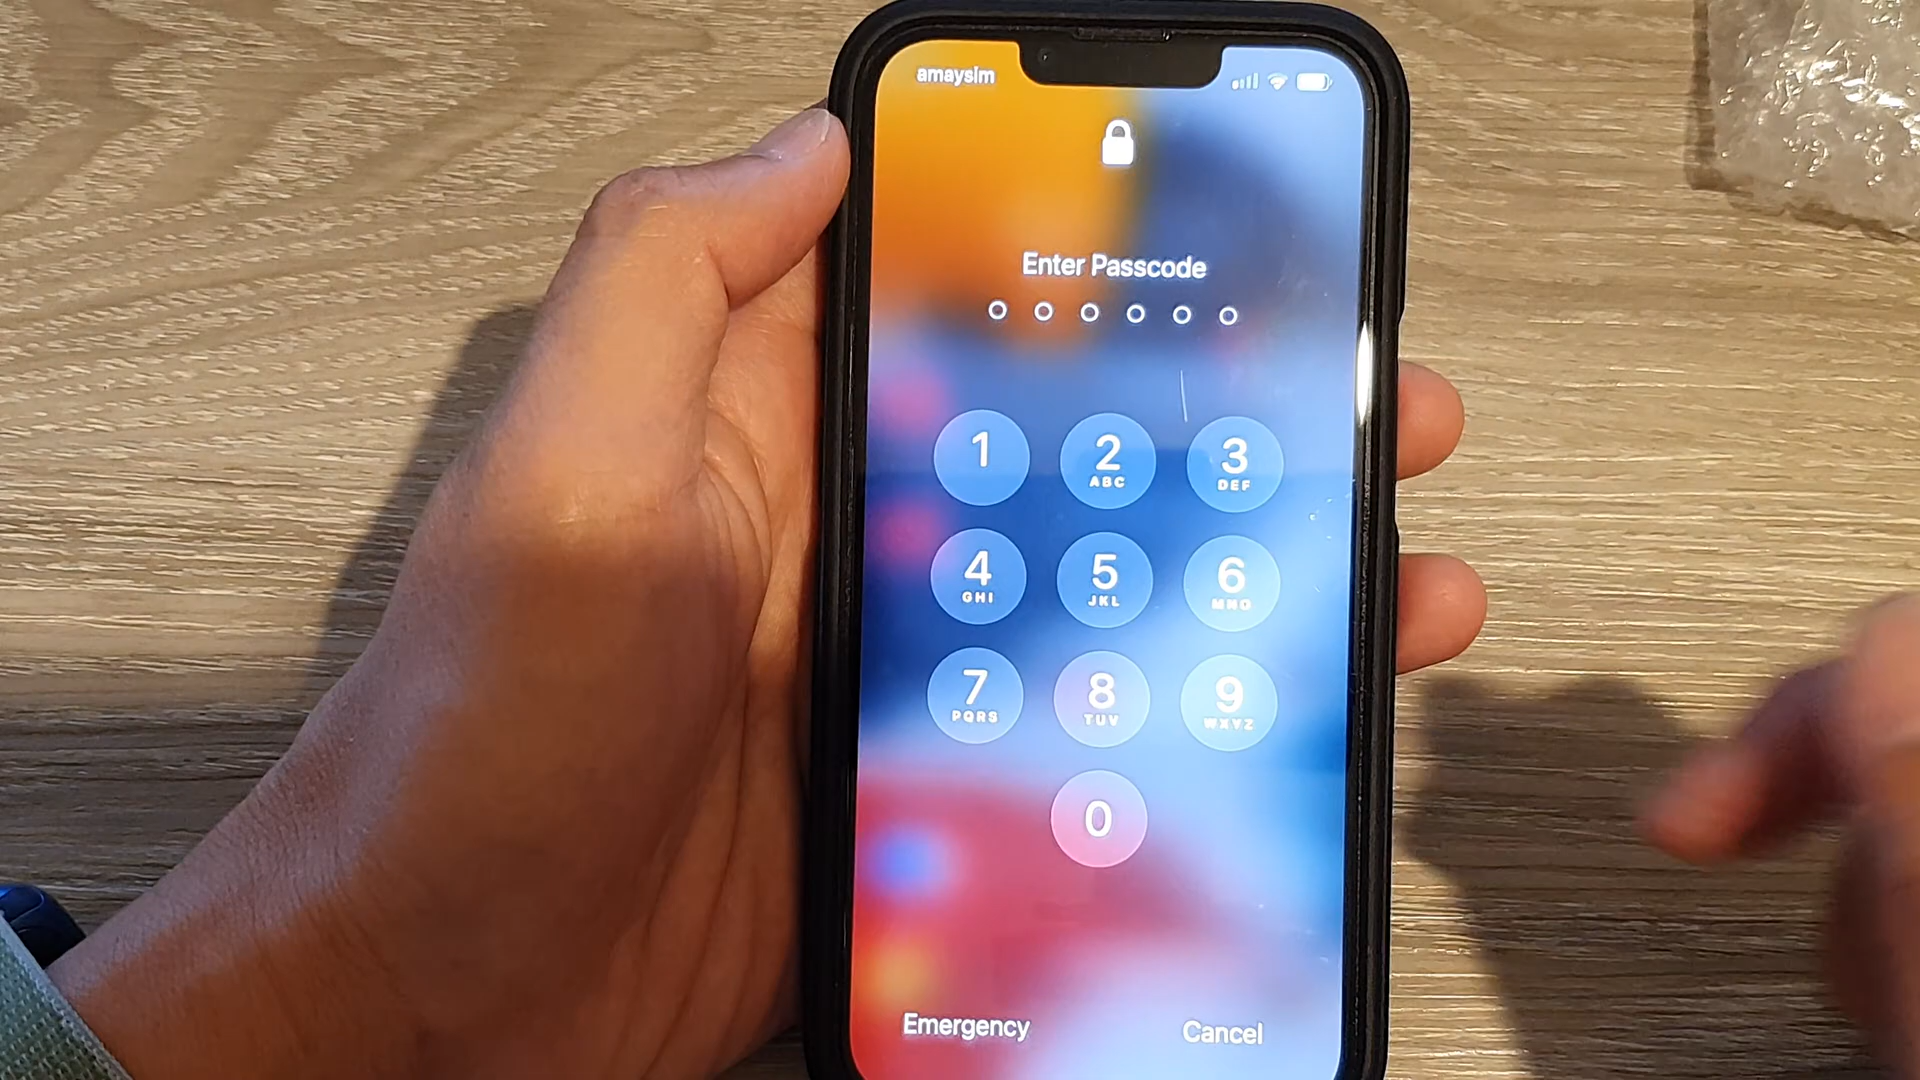 amaysim
Enter Passcode
1 2 3
ABC DEF
4 5 6
GHI JKL MNO
7 8 9
PQRS TUV WXYZ
0
Emergency Cancel